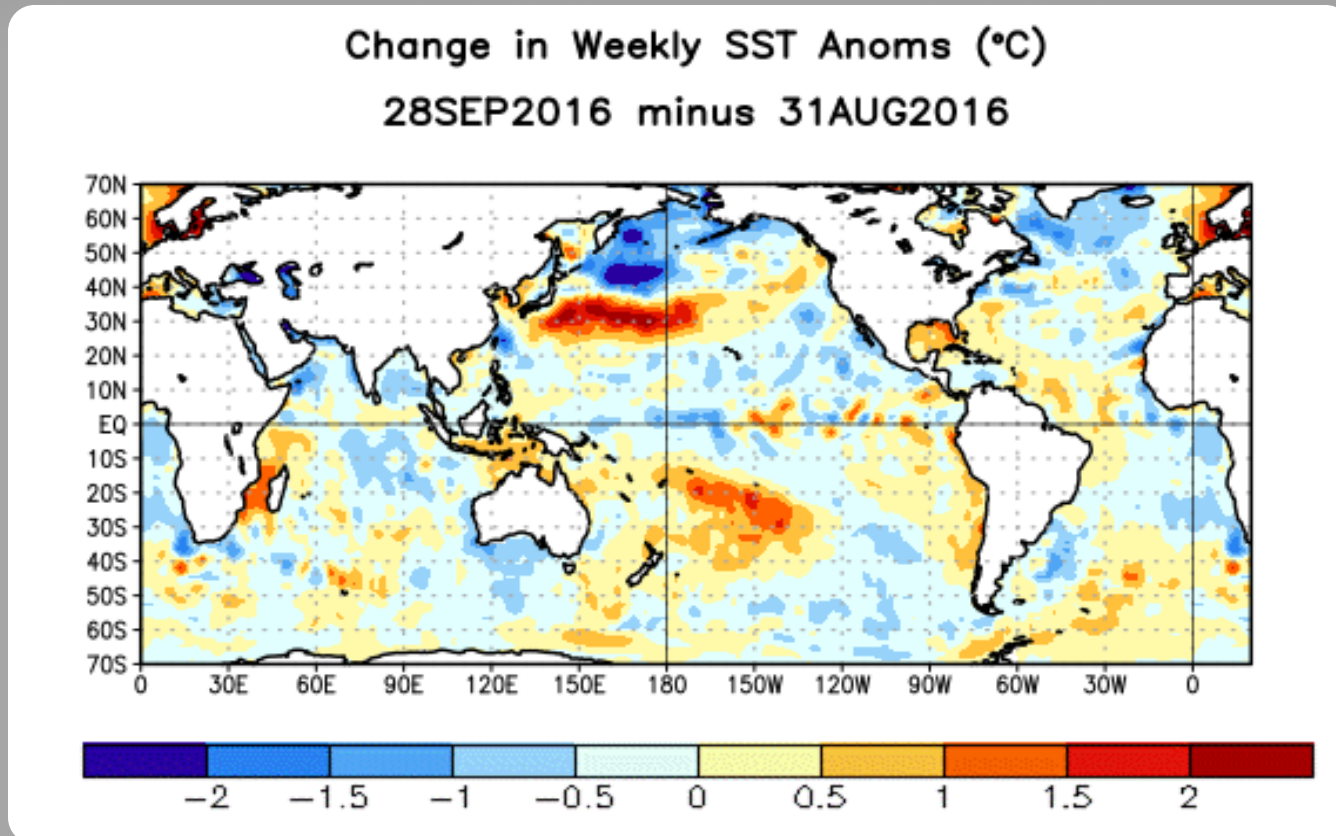 Change in Weekly SST Anoms (°C)
28SEP2016 minus 31AUG2016
70N
60N
50N
40N
30N
20N
10N
EQ
10S
20S
30S
40S
50S
60S
70S
0 30E 60E 90E 120E 150E 180 150W 120W 90W 60W 30W 0
−2 −1.5 −1 −0.5 0 0.5 1 1.5 2